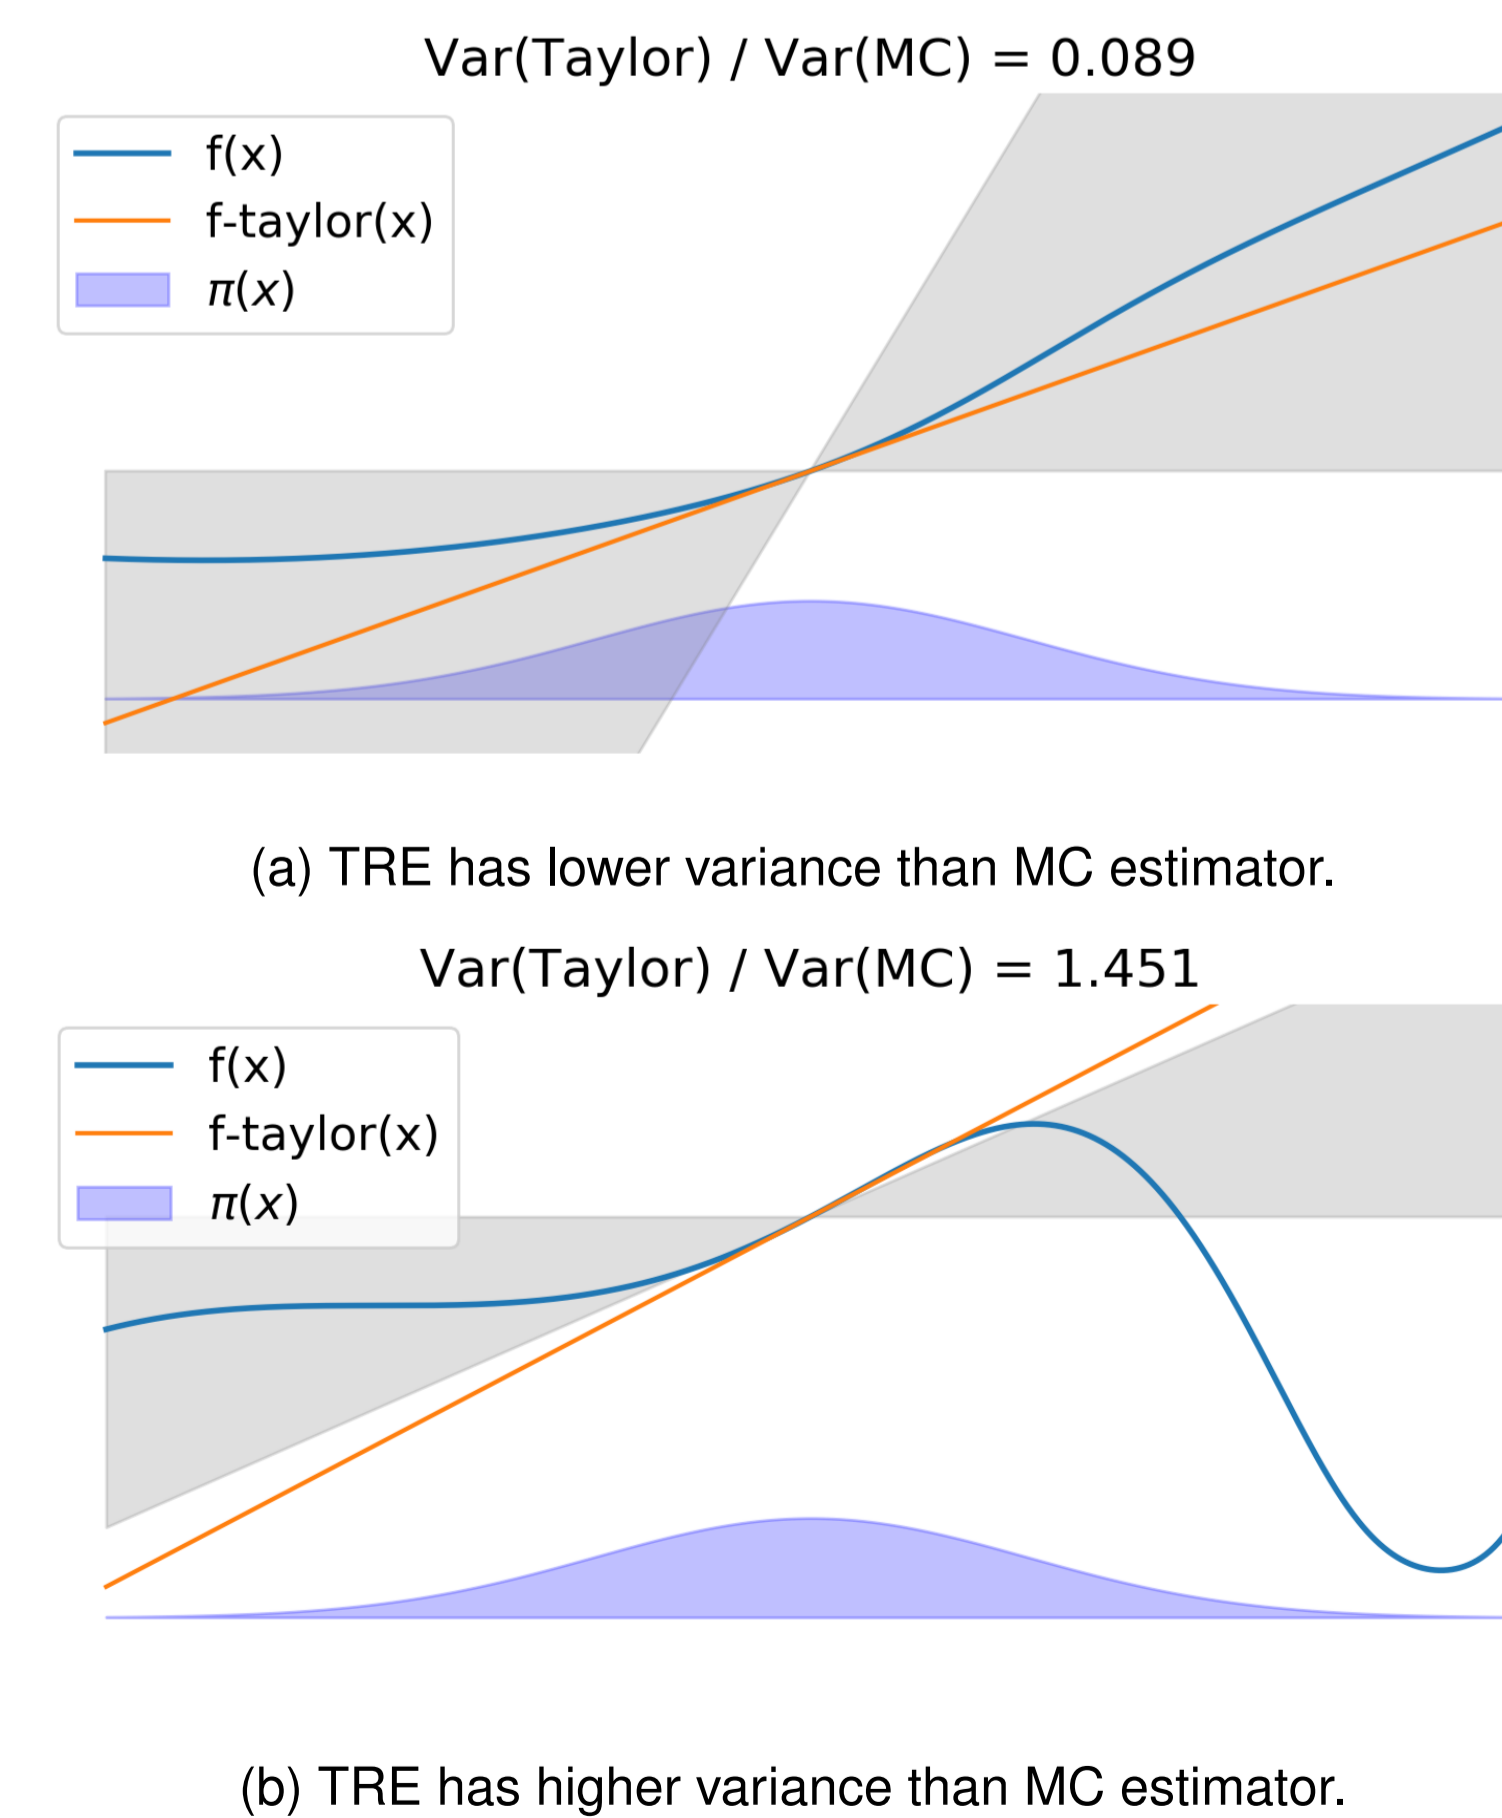 Var(Taylor) / Var(MC) = 0.089
f(x)
f-taylor(x)
π(x)
(a) TRE has lower variance than MC estimator.
Var(Taylor) / Var(MC) = 1.451
f(x)
f-taylor(x)
π(x)
(b) TRE has higher variance than MC estimator.